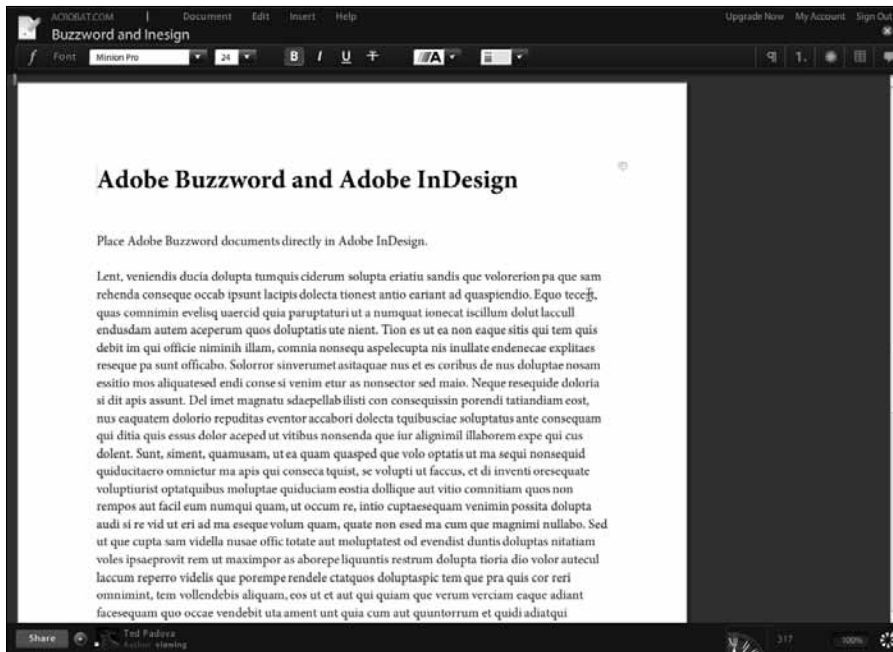 ACROBAT.COM | Document Edit Insert Help Upgrade Now My Account Sign Out
Buzzword and Inesign
f Font Minion Pro 24 B I U T A ¶ 1.
Adobe Buzzword and Adobe InDesign
Place Adobe Buzzword documents directly in Adobe InDesign.
Lent, veniendis ducia dolupta tumquis ciderum solupta eriatiu sandis que volorerion pa que sam
rehenda conseque occab ipsunt lacipis dolecta tionest antio eariant ad quaspiendio. Equo
quas comnimin evelisq uaercid quia paruptaturi ut a numquat ionecat iscillum dolut laccull
endusdam autem aceperum quos doluptatis ute nient. Tion es ut ea non eaque sitis qui tem quis
debit im qui officie niminih illam, comnia nonsequ aspelecupta nis inullate endenecae explitaes
reseque pa sunt officabo. Solorror sinverumet asitaquae nus et es coribus de nus doluptae nosam
essitio mos aliquatesed endi conse si venim etur as nonsector sed maio. Neque resequide doloria
si dit apis assunt. Del imet magnatu sdaepellab ilisti con consequissin porendi tatiandiam eost,
nus eaquatem dolorio repuditas eventor accabori dolecta tquibusciae soluptatus ante consequam
qui ditia quis essus dolor aceped ut vitibus nonsenda que iur alignimil illaborem expe qui cus
dolent. Sunt, siment, quamusam, ut ea quam quasped que volo optatis ut ma sequi nonsequid
quiducitaero omnietur ma apis qui conseca tquist, se volupti ut faccus, et di inventi oresequate
voluptiurist optatquibus moluptae quiduciam eostia dollique aut vitio comnitiam quos non
rempos aut facil eum numqui quam, ut occum re, intio cuptaesequam venimin possita dolupta
audi si re vid ut eri ad ma eseque volum quam, quate non esed ma cum que magnimi nullabo. Sed
ut que cupta sam vidella nusae offic totate aut moluptatest od evendist duntis doluptas nitatiam
voles ipsaeprovit rem ut maximpor as aborepe liquuntis restrum dolupta tioria dio volor autecul
laccum reperro videlis que porempe rendele ctatquos doluptaspic tem que pra quis cor reri
omnimint, tem vollendebis aliquam, eos ut et aut qui quiam que verum verciam eaque adiant
facesequam quo occae vendebit uta ament unt quia cum aut quuntorrum et quidi adiatqui
Share Ted Padova 317 100%
Author viewing